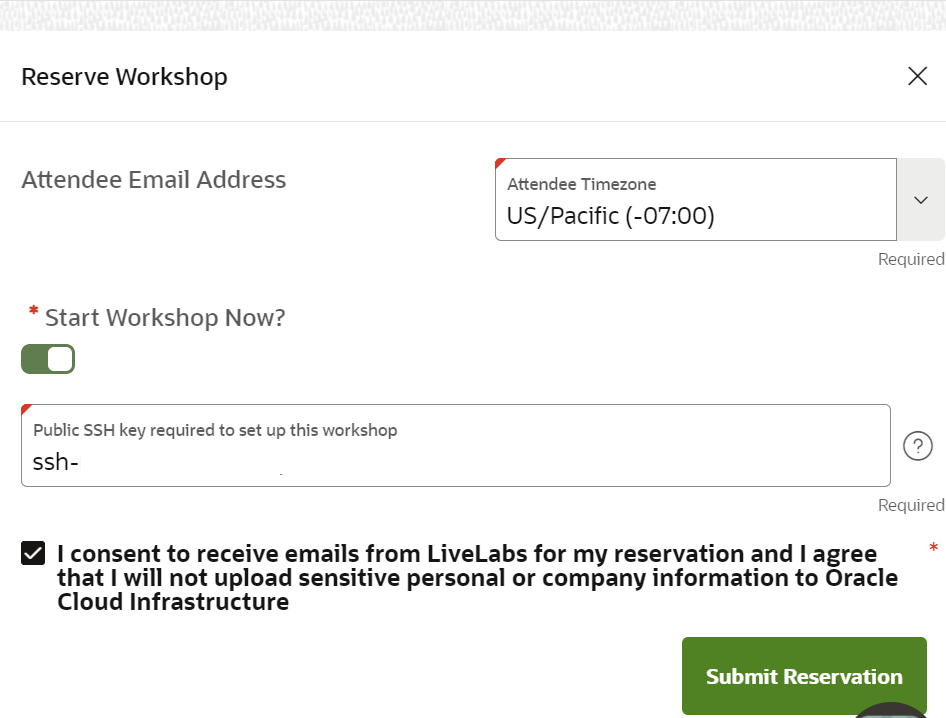 Reserve Workshop
Attendee Email Address
Attendee Timezone
US/Pacific (-07:00)
Required
* Start Workshop Now?
Public SSH key required to set up this workshop
ssh-
?
Required
I consent to receive emails from LiveLabs for my reservation and I agree *
that I will not upload sensitive personal or company information to Oracle
Cloud Infrastructure
Submit Reservation